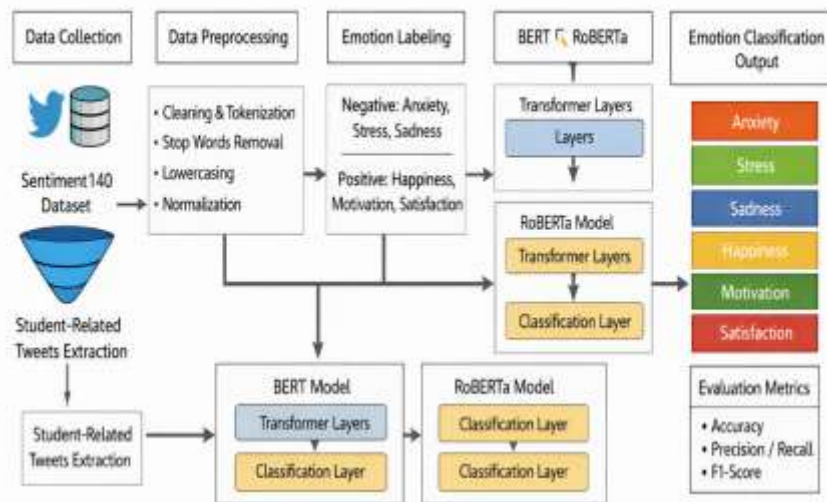 Data Collection
Data Preprocessing
Emotion Labeling
BERT RoBERTa
Emotion Classification
Output
Sentiment140
Dataset
• Cleaning & Tokenization
• Stop Words Removal
• Lowercasing
• Normalization
Negative: Anxiety,
Stress, Sadness
Positive: Happiness,
Motivation, Satisfaction
Transformer Layers
Layers
RoBERTa Model
Transformer Layers
Classification Layer
Anxiety
Stress
Sadness
Happiness
Motivation
Satisfaction
Student-Related
Tweets Extraction
Student-Related
Tweets Extraction
BERT Model
Transformer Layers
Classification Layer
RoBERTa Model
Classification Layer
Classification Layer
Evaluation Metrics
• Accuracy
• Precision / Recall
• F1-Score